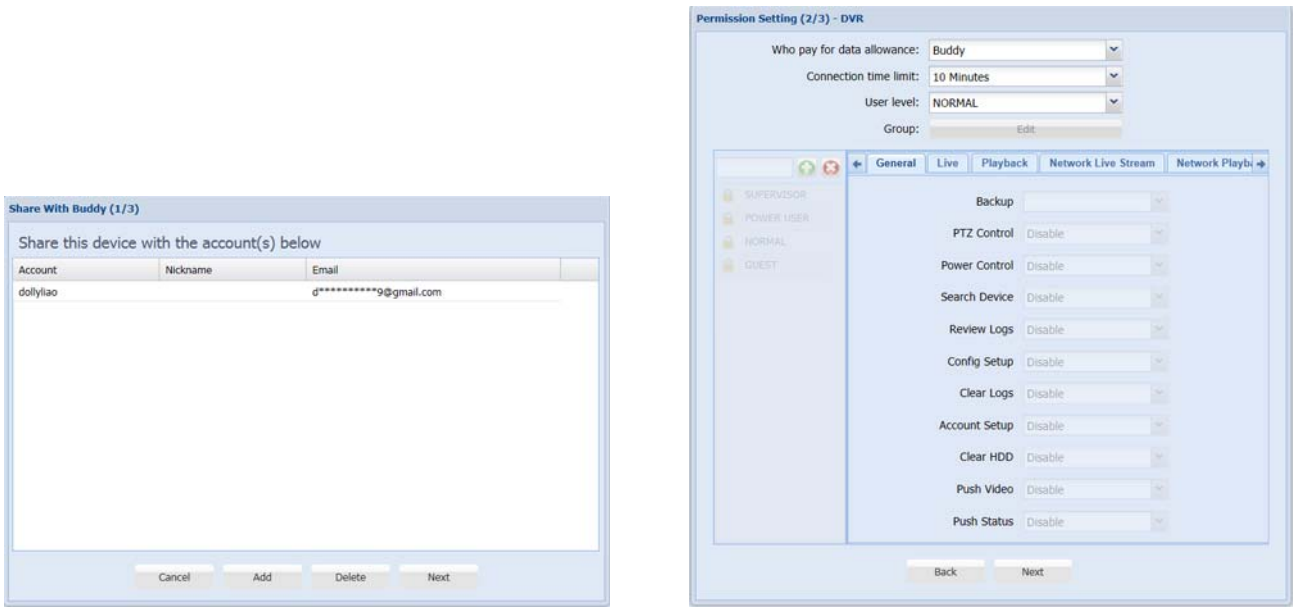 Share With Buddy (1/3)
Share this device with the account(s) below
Account Nickname Email
dollyliao d**********9@gmail.com
Cancel Add Delete Next
Permission Setting (2/3) - DVR
Who pay for data allowance: Buddy
Connection time limit: 10 Minutes
User level: NORMAL
Group: Edit
General Live Playback Network Live Stream Network Playba
SUPERVISOR
POWER USER
NORMAL
GUEST
Backup
PTZ Control Disable
Power Control Disable
Search Device Disable
Review Logs Disable
Config Setup Disable
Clear Logs Disable
Account Setup Disable
Clear HDD Disable
Push Video Disable
Push Status Disable
Back Next